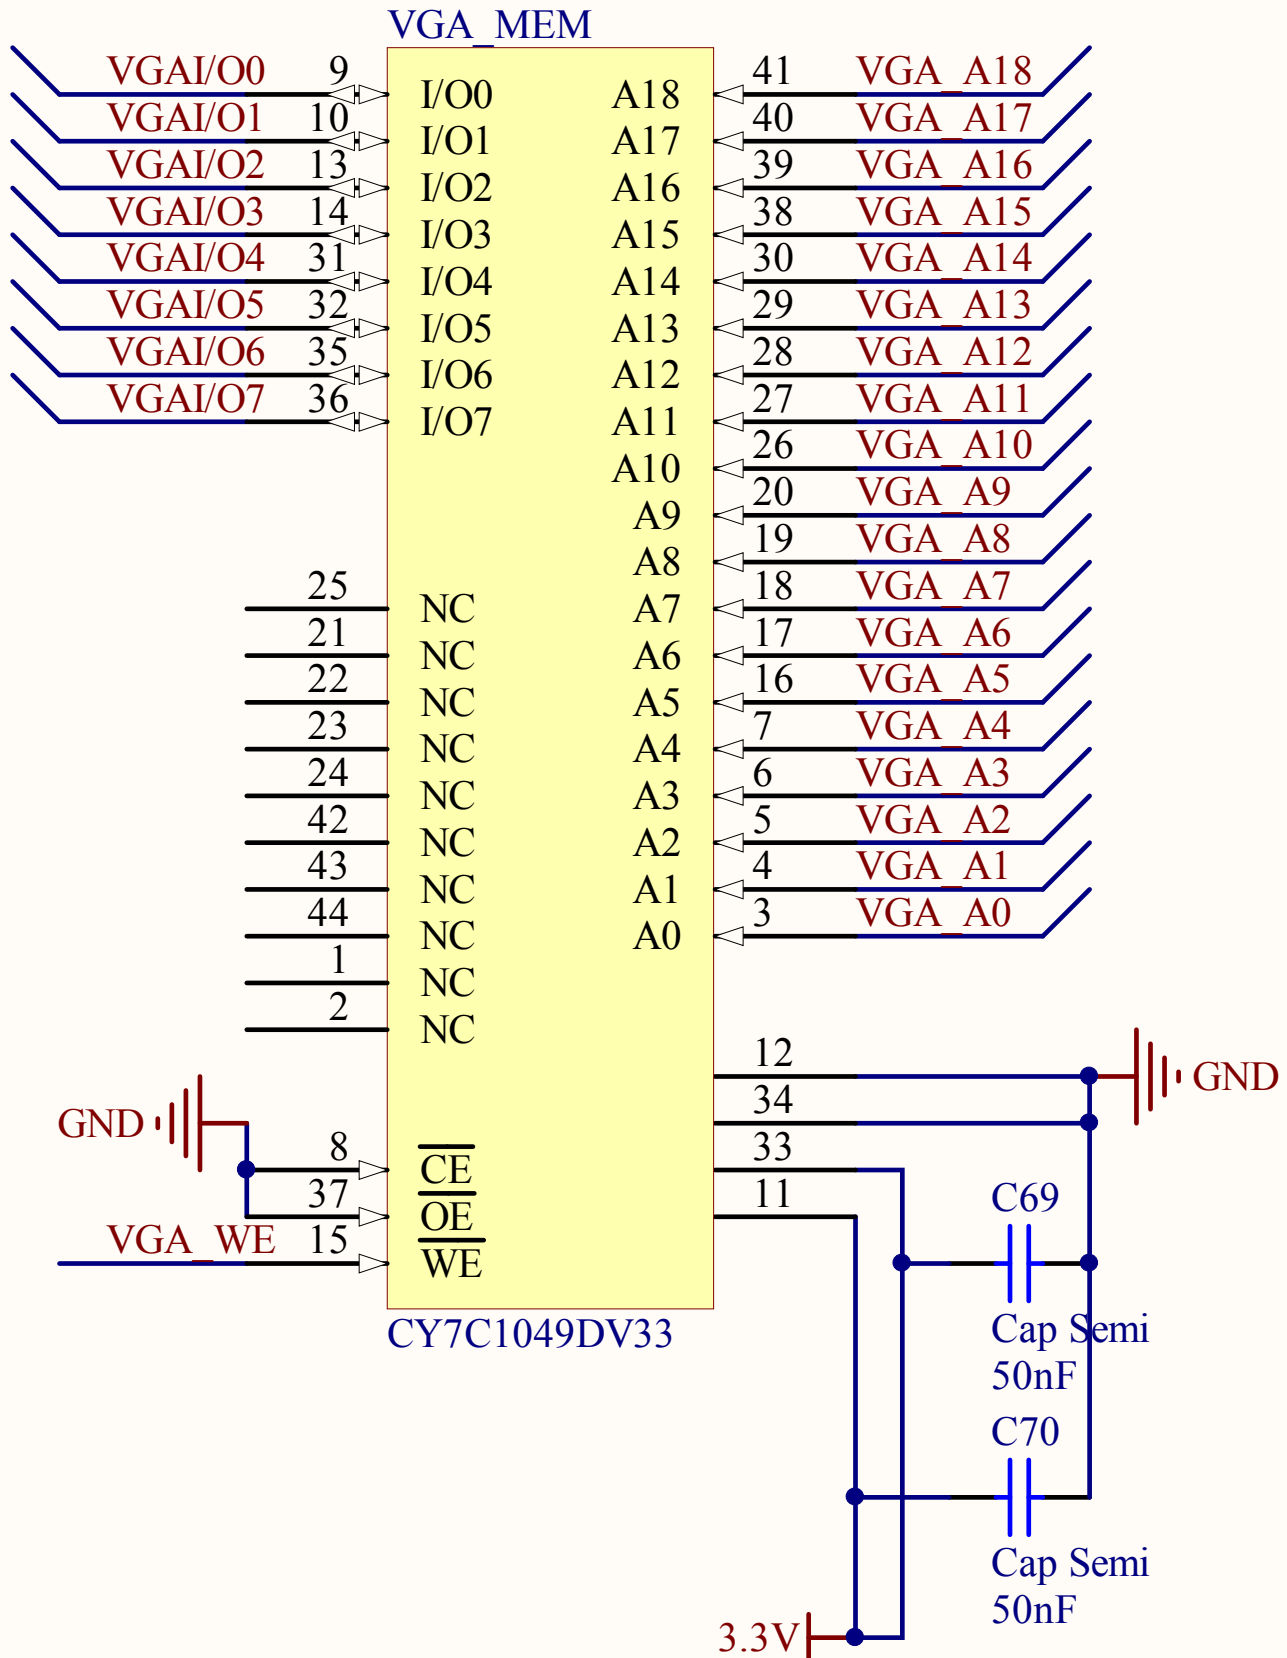 VGA_MEM
VGAI/O0 9 I/O0 A18 41 VGA_A18
VGAI/O1 10 I/O1 A17 40 VGA_A17
VGAI/O2 13 I/O2 A16 39 VGA_A16
VGAI/O3 14 I/O3 A15 38 VGA_A15
VGAI/O4 31 I/O4 A14 30 VGA_A14
VGAI/O5 32 I/O5 A13 29 VGA_A13
VGAI/O6 35 I/O6 A12 28 VGA_A12
VGAI/O7 36 I/O7 A11 27 VGA_A11
A10 26 VGA_A10
A9 20 VGA_A9
A8 19 VGA_A8
25 NC A7 18 VGA_A7
21 NC A6 17 VGA_A6
22 NC A5 16 VGA_A5
23 NC A4 7 VGA_A4
24 NC A3 6 VGA_A3
42 NC A2 5 VGA_A2
43 NC A1 4 VGA_A1
44 NC A0 3 VGA_A0
1 NC
2 NC
12 GND
GND 34
8 CE 33
37 OE 11 C69
VGA_WE 15 WE
CY7C1049DV33 Cap Semi
50nF
C70
Cap Semi
50nF
3.3V